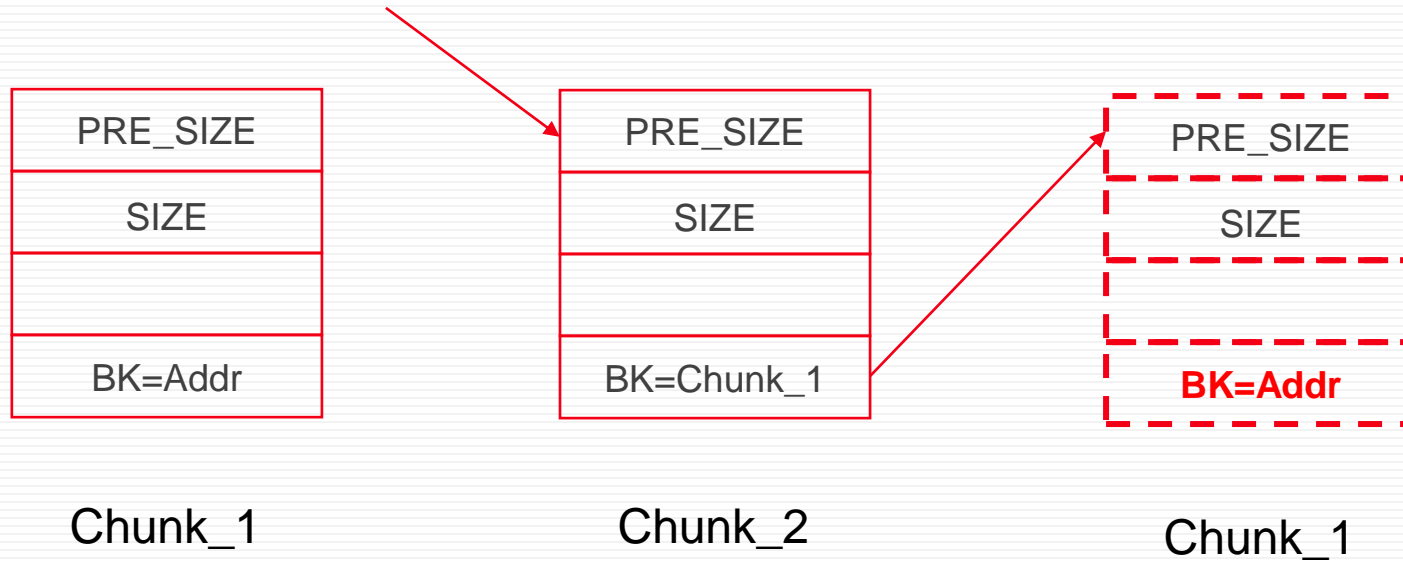 PRE_SIZE
SIZE
BK=Addr
Chunk_1
PRE_SIZE
SIZE
BK=Chunk_1
Chunk_2
PRE_SIZE
SIZE
BK=Addr
Chunk_1